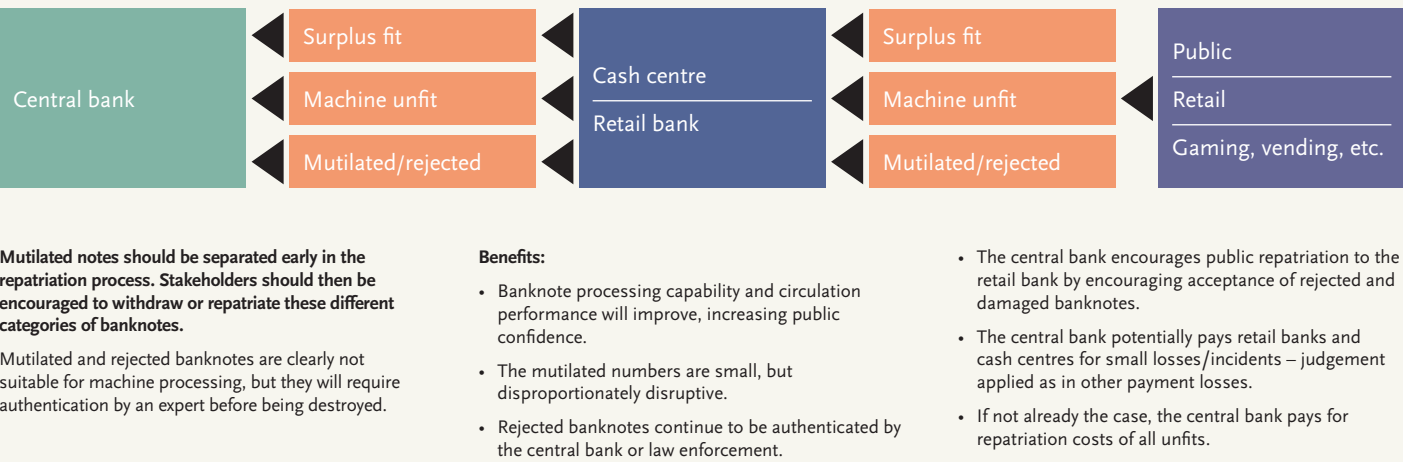 Central bank
Surplus fit
Machine unfit
Mutilated/rejected
Cash centre
Retail bank
Surplus fit
Machine unfit
Mutilated/rejected
Public
Retail
Gaming, vending, etc.
Mutilated notes should be separated early in the
repatriation process. Stakeholders should then be
encouraged to withdraw or repatriate these different
categories of banknotes.
Mutilated and rejected banknotes are clearly not
suitable for machine processing, but they will require
authentication by an expert before being destroyed.
Benefits:
• Banknote processing capability and circulation
performance will improve, increasing public
confidence.
• The mutilated numbers are small, but
disproportionately disruptive.
• Rejected banknotes continue to be authenticated by
the central bank or law enforcement.
• The central bank encourages public repatriation to the
retail bank by encouraging acceptance of rejected and
damaged banknotes.
• The central bank potentially pays retail banks and
cash centres for small losses/incidents – judgement
applied as in other payment losses.
• If not already the case, the central bank pays for
repatriation costs of all unfits.